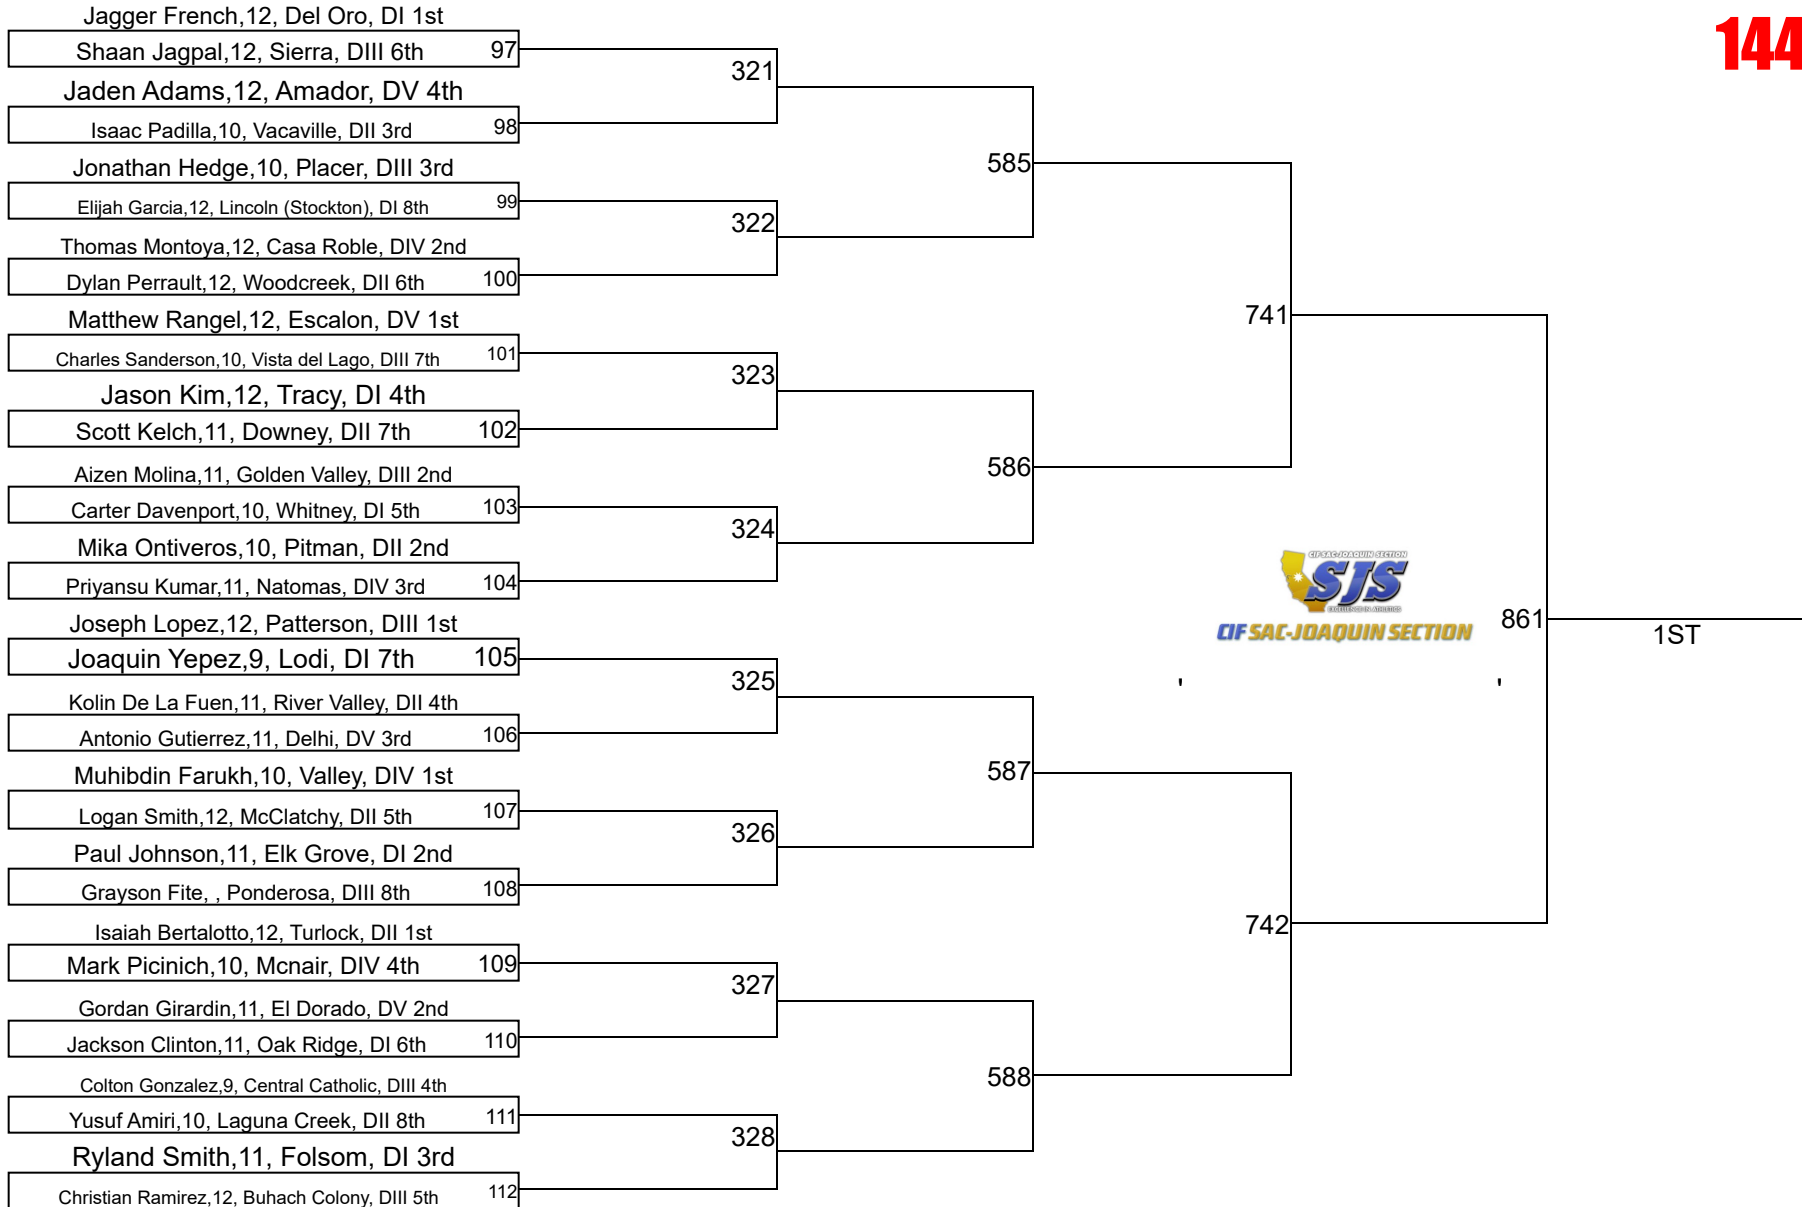 Jagger French,12, Del Oro, DI 1st
144
Shaan Jagpal,12, Sierra, DIII 6th 97
321
Jaden Adams,12, Amador, DV 4th
Isaac Padilla,10, Vacaville, DII 3rd 98
585
Jonathan Hedge,10, Placer, DIII 3rd
Elijah Garcia,12, Lincoln (Stockton), DI 8th 99
322
Thomas Montoya,12, Casa Roble, DIV 2nd
Dylan Perrault,12, Woodcreek, DII 6th 100
741
Matthew Rangel,12, Escalon, DV 1st
Charles Sanderson,10, Vista del Lago, DIII 7th 101
323
Jason Kim,12, Tracy, DI 4th
Scott Kelch,11, Downey, DII 7th 102
586
Aizen Molina,11, Golden Valley, DIII 2nd
Carter Davenport,10, Whitney, DI 5th 103
324
Mika Ontiveros,10, Pitman, DII 2nd
Priyansu Kumar,11, Natomas, DIV 3rd 104
CIF SAC-JOAQUIN SECTION
SJS
EXCELLENCE IN ATHLETICS
CIF SAC-JOAQUIN SECTION
861
1ST
' '
Joseph Lopez,12, Patterson, DIII 1st
Joaquin Yepez,9, Lodi, DI 7th 105
325
Kolin De La Fuen,11, River Valley, DII 4th
Antonio Gutierrez,11, Delhi, DV 3rd 106
587
Muhibdin Farukh,10, Valley, DIV 1st
Logan Smith,12, McClatchy, DII 5th 107
326
Paul Johnson,11, Elk Grove, DI 2nd
Grayson Fite, , Ponderosa, DIII 8th 108
742
Isaiah Bertalotto,12, Turlock, DII 1st
Mark Picinich,10, Mcnair, DIV 4th 109
327
Gordan Girardin,11, El Dorado, DV 2nd
Jackson Clinton,11, Oak Ridge, DI 6th 110
588
Colton Gonzalez,9, Central Catholic, DIII 4th
Yusuf Amiri,10, Laguna Creek, DII 8th 111
328
Ryland Smith,11, Folsom, DI 3rd
Christian Ramirez,12, Buhach Colony, DIII 5th 112